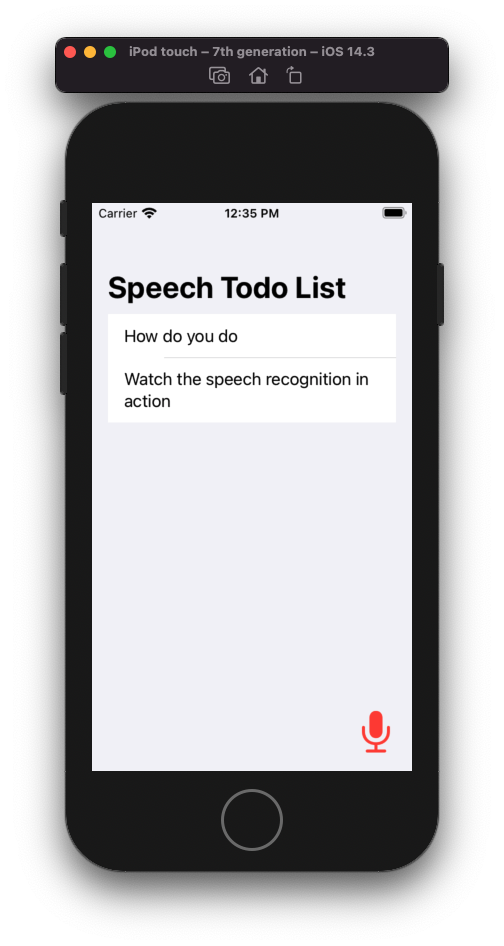 iPod touch – 7th generation – iOS 14.3
Carrier 12:35 PM
Speech Todo List
How do you do
Watch the speech recognition in
action